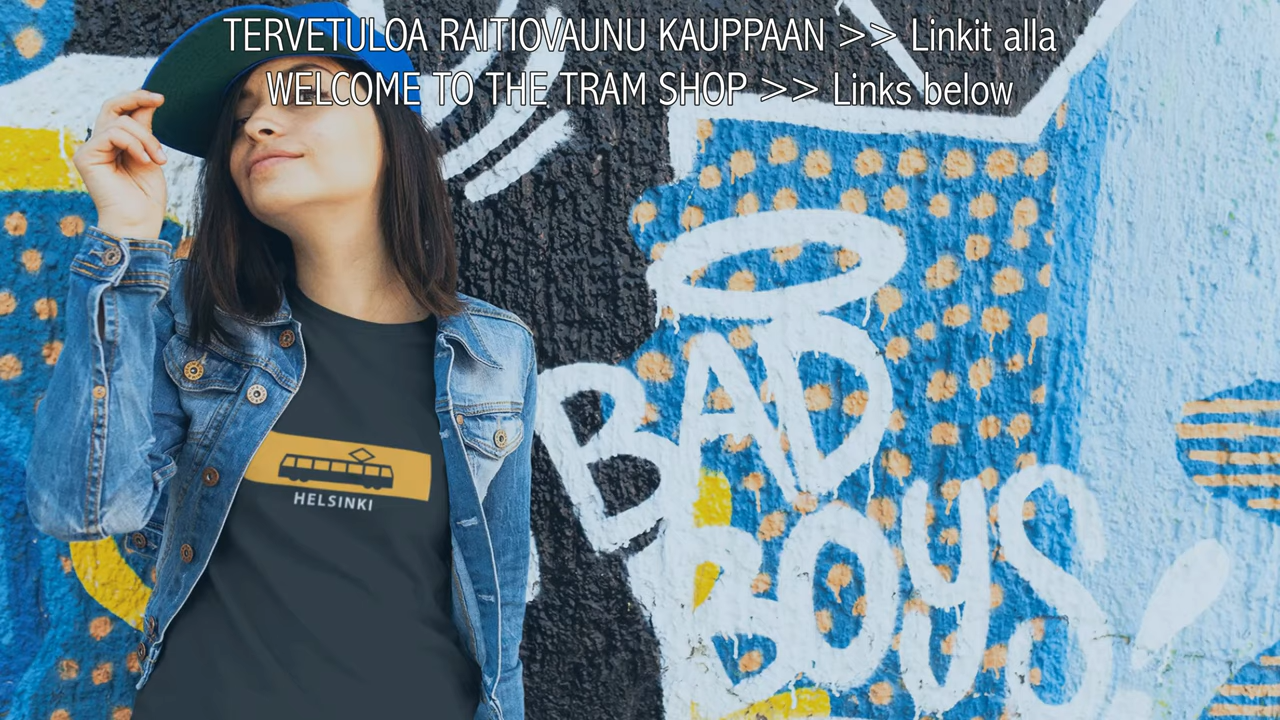 TERVETULOA RAITIOVAUNU KAUPPAAN >> Linkit alla
WELCOME TO THE TRAM SHOP >> Links below
BAD
BOYS
HELSINKI